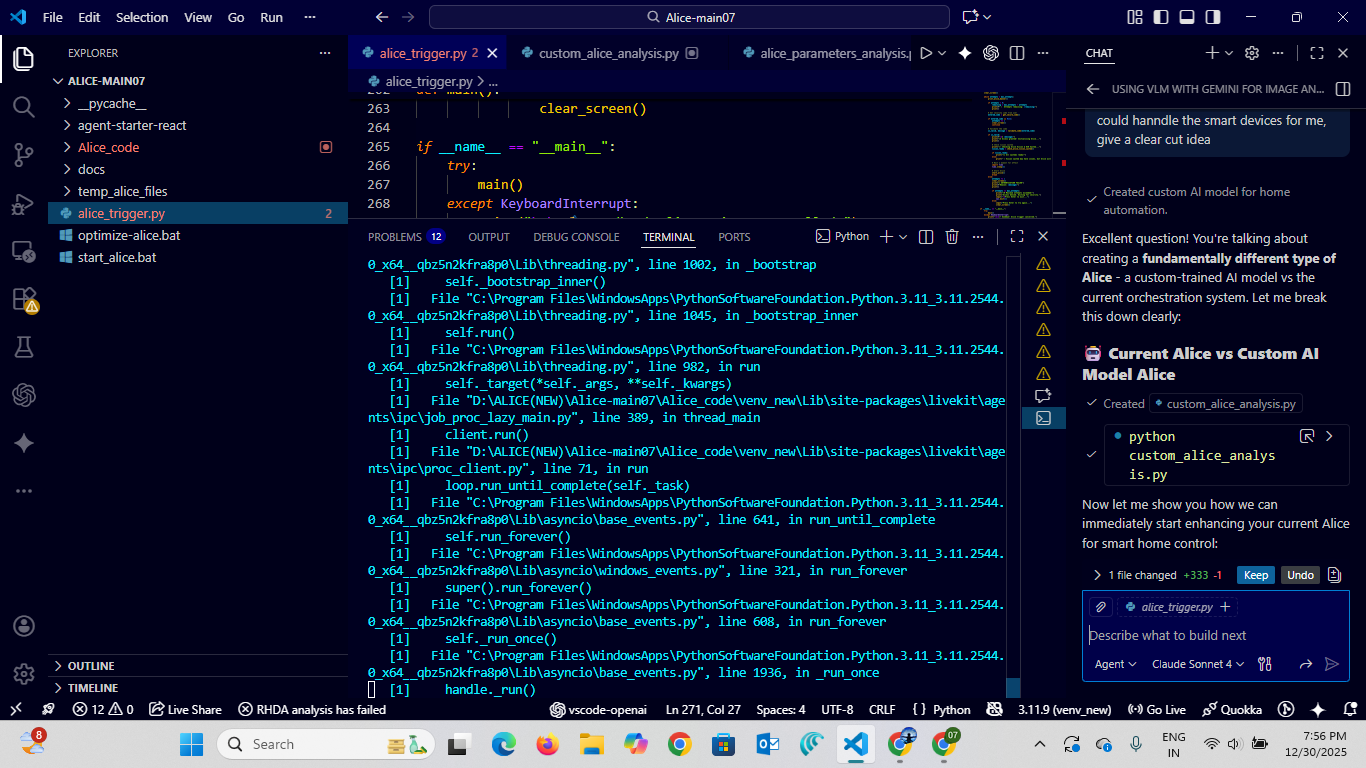 File Edit Selection View Go Run ···
Alice-main07
EXPLORER
ALICE-MAIN07
__pycache__
agent-starter-react
Alice_code
docs
temp_alice_files
alice_trigger.py 2
optimize-alice.bat
start_alice.bat
OUTLINE
TIMELINE
alice_trigger.py 2
custom_alice_analysis.py
alice_parameters_analysis.
alice_trigger.py > ...
262 def main():
263 clear_screen()
264
265 if __name__ == "__main__":
266 try:
267 main()
268 except KeyboardInterrupt:
PROBLEMS 12 OUTPUT DEBUG CONSOLE TERMINAL PORTS
Python
0_x64__qbz5n2kfra8p0\Lib\threading.py", line 1002, in _bootstrap
[1] self._bootstrap_inner()
[1] File "C:\Program Files\WindowsApps\PythonSoftwareFoundation.Python.3.11_3.11.2544.
0_x64__qbz5n2kfra8p0\Lib\threading.py", line 1045, in _bootstrap_inner
[1] self.run()
[1] File "C:\Program Files\WindowsApps\PythonSoftwareFoundation.Python.3.11_3.11.2544.
0_x64__qbz5n2kfra8p0\Lib\threading.py", line 982, in run
[1] self._target(*self._args, **self._kwargs)
[1] File "D:\ALICE(NEW)\Alice-main07\Alice_code\venv_new\Lib\site-packages\livekit\age
nts\ipc\job_proc_lazy_main.py", line 389, in thread_main
[1] client.run()
[1] File "D:\ALICE(NEW)\Alice-main07\Alice_code\venv_new\Lib\site-packages\livekit\age
nts\ipc\proc_client.py", line 71, in run
[1] loop.run_until_complete(self._task)
[1] File "C:\Program Files\WindowsApps\PythonSoftwareFoundation.Python.3.11_3.11.2544.
0_x64__qbz5n2kfra8p0\Lib\asyncio\base_events.py", line 641, in run_until_complete
[1] self.run_forever()
[1] File "C:\Program Files\WindowsApps\PythonSoftwareFoundation.Python.3.11_3.11.2544.
0_x64__qbz5n2kfra8p0\Lib\asyncio\windows_events.py", line 321, in run_forever
[1] super().run_forever()
[1] File "C:\Program Files\WindowsApps\PythonSoftwareFoundation.Python.3.11_3.11.2544.
0_x64__qbz5n2kfra8p0\Lib\asyncio\base_events.py", line 608, in run_forever
[1] self._run_once()
[1] File "C:\Program Files\WindowsApps\PythonSoftwareFoundation.Python.3.11_3.11.2544.
0_x64__qbz5n2kfra8p0\Lib\asyncio\base_events.py", line 1936, in _run_once
[1] handle._run()
CHAT
USING VLM WITH GEMINI FOR IMAGE AN...
could hanndle the smart devices for me,
give a clear cut idea
Created custom AI model for home
automation.
Excellent question! You're talking about
creating a fundamentally different type of
Alice - a custom-trained AI model vs the
current orchestration system. Let me break
this down clearly:
Current Alice vs Custom AI
Model Alice
Created custom_alice_analysis.py
python
custom_alice_analys
is.py
Now let me show you how we can
immediately start enhancing your current Alice
for smart home control:
1 file changed +333 -1 Keep Undo
alice_trigger.py
Describe what to build next
Agent Claude Sonnet 4
12 0 Live Share RHDA analysis has failed vscode-openai Ln 271, Col 27 Spaces: 4 UTF-8 CRLF { } Python 3.11.9 (venv_new) Go Live Quokka
8
Search
07
ENG
IN
7:56 PM
12/30/2025